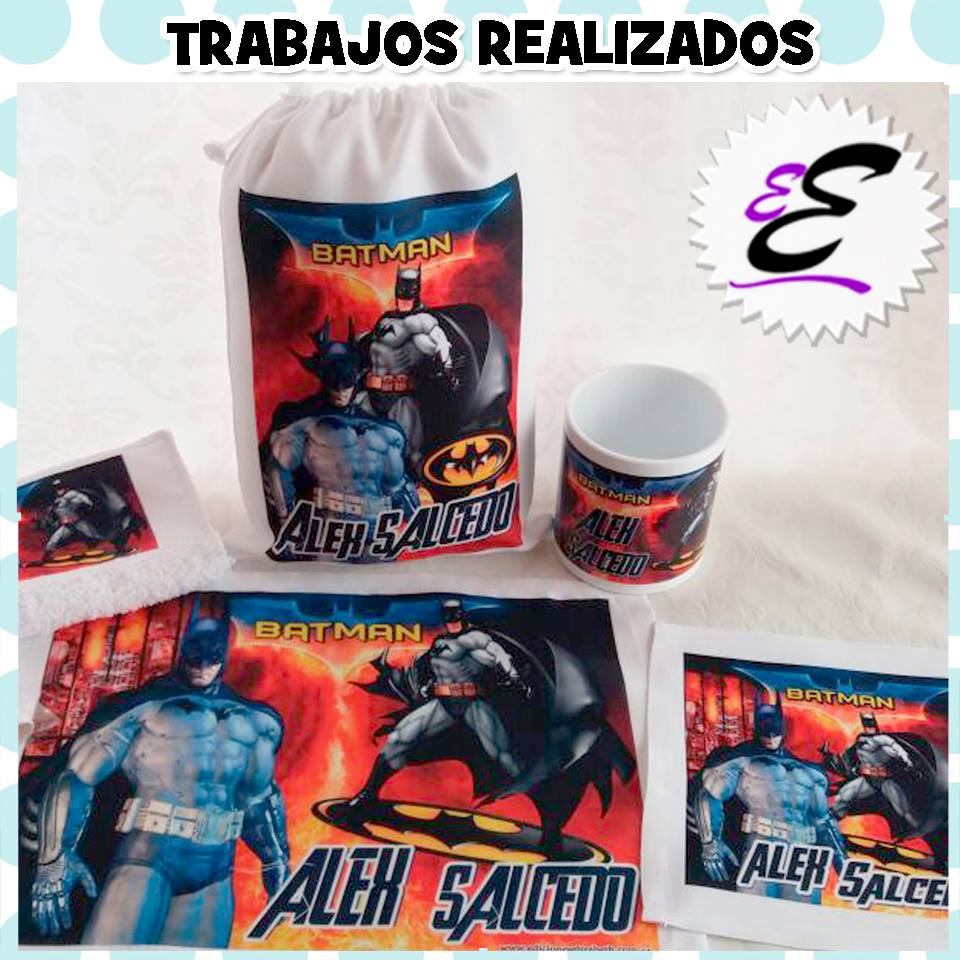 TRABAJOS REALIZADOS
E E
BATMAN
ALEX SALCEDO
BATMAN
ALEX
SALCEDO
BATMAN
ALEX SALCEDO
BATMAN
ALEX SALCE